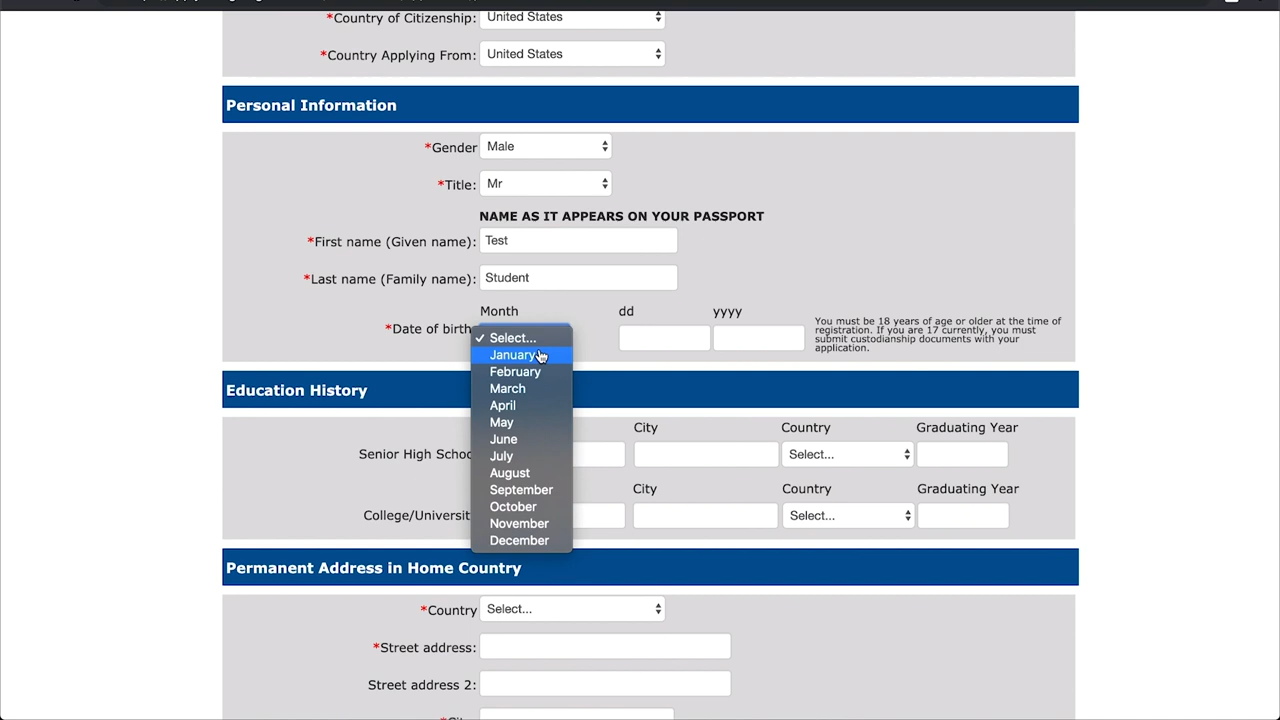 *Country of Citizenship: United States
*Country Applying From: United States
Personal Information
*Gender Male
*Title: Mr
NAME AS IT APPEARS ON YOUR PASSPORT
*First name (Given name): Test
*Last name (Family name): Student
Month dd yyyy
*Date of birth
You must be 18 years of age or older at the time of
registration. If you are 17 currently, you must
submit custodianship documents with your
application.
✓ Select...
January
February
March
April
May
June
July
August
September
October
November
December
Education History
City Country Graduating Year
Senior High Schoo
Select...
City Country Graduating Year
College/Universit
Select...
Permanent Address in Home Country
*Country Select...
*Street address:
Street address 2: